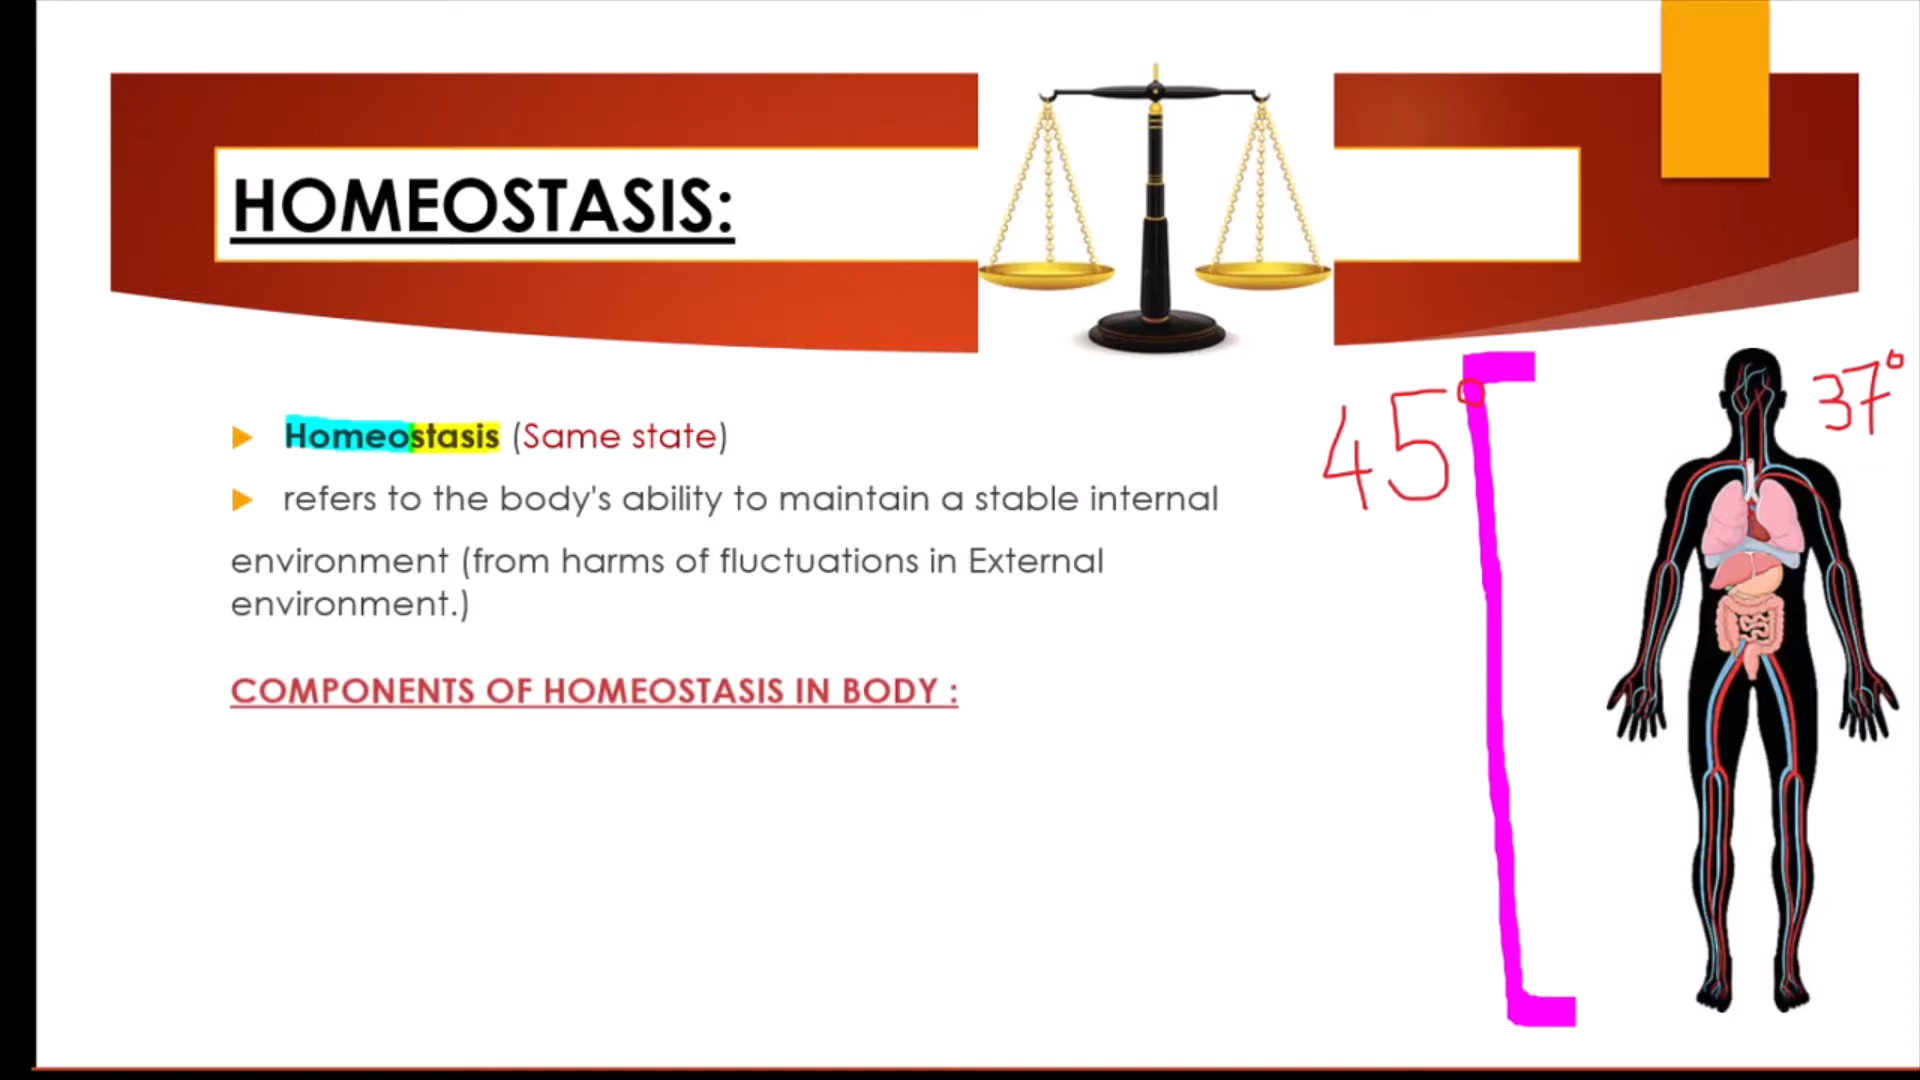 HOMEOSTASIS:
Homeostasis (Same state)
refers to the body's ability to maintain a stable internal
environment (from harms of fluctuations in External
environment.)
COMPONENTS OF HOMEOSTASIS IN BODY :
45°
37°